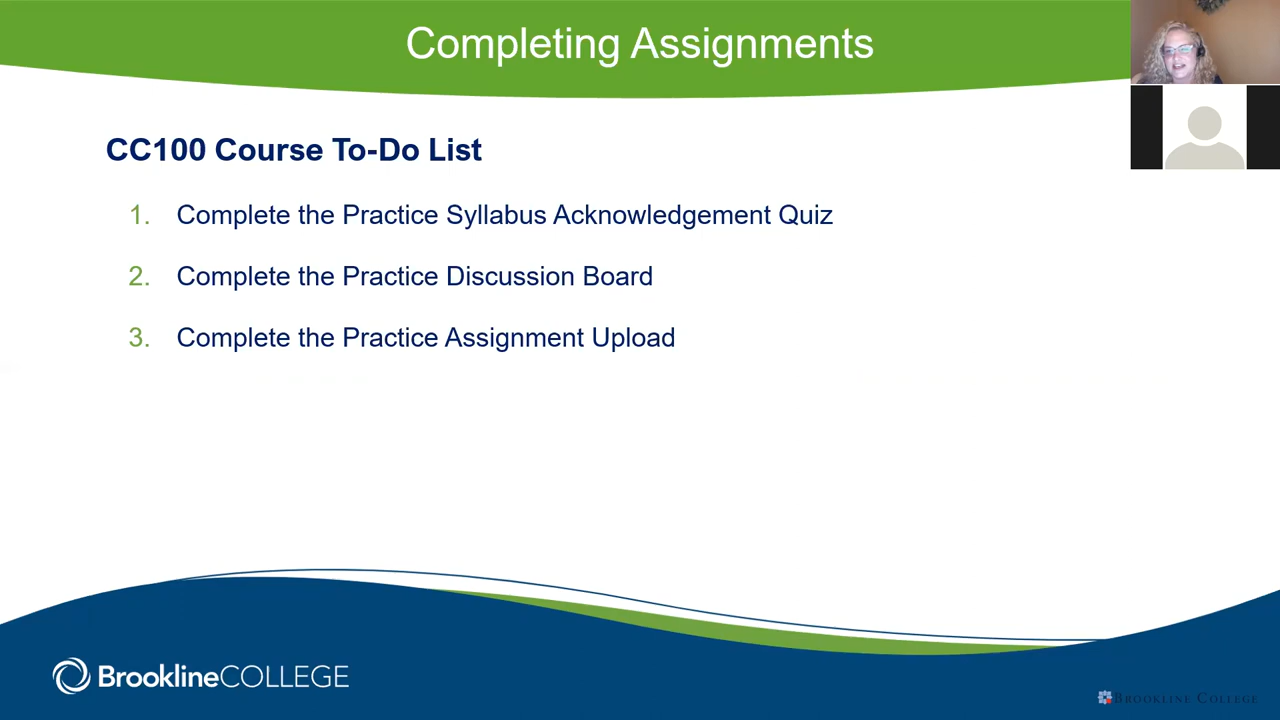 Completing Assignments
CC100 Course To-Do List
1. Complete the Practice Syllabus Acknowledgement Quiz
2. Complete the Practice Discussion Board
3. Complete the Practice Assignment Upload
BrooklineCOLLEGE
BROOKLINE COLLEGE